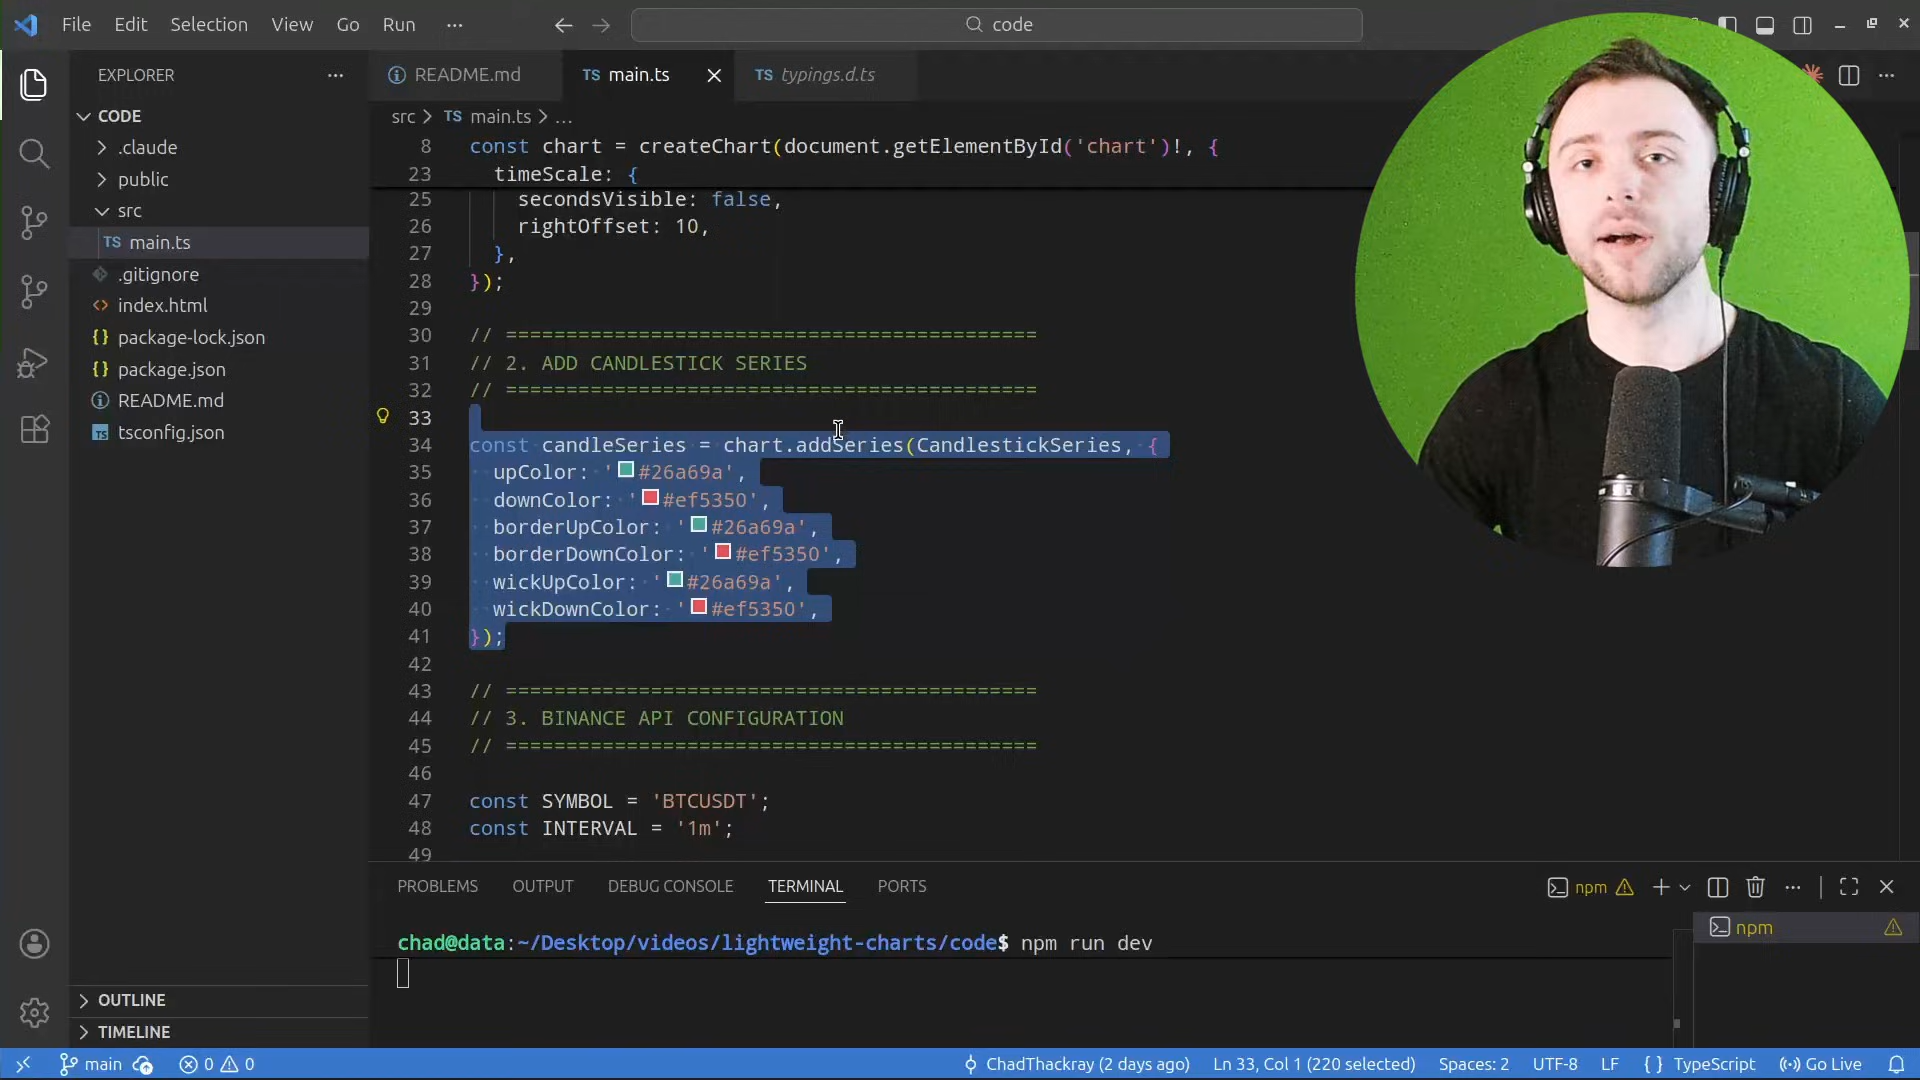 File Edit Selection View Go Run ···
code
EXPLORER ···
README.md
TS main.ts
TS typings.d.ts
···
CODE
.claude
public
src
TS main.ts
.gitignore
index.html
{} package-lock.json
{} package.json
README.md
TS tsconfig.json
OUTLINE
TIMELINE
src > TS main.ts > ...
8 const chart = createChart(document.getElementById('chart')!, {
23 timeScale: {
25 secondsVisible: false,
26 rightOffset: 10,
27 },
28 });
29
30 // ============================================
31 // 2. ADD CANDLESTICK SERIES
32 // ============================================
33
34 const candleSeries = chart.addSeries(CandlestickSeries, {
35 upColor: '#26a69a',
36 downColor: '#ef5350',
37 borderUpColor: '#26a69a',
38 borderDownColor: '#ef5350',
39 wickUpColor: '#26a69a',
40 wickDownColor: '#ef5350',
41 });
42
43 // ============================================
44 // 3. BINANCE API CONFIGURATION
45 // ============================================
46
47 const SYMBOL = 'BTCUSDT';
48 const INTERVAL = '1m';
49
PROBLEMS OUTPUT DEBUG CONSOLE TERMINAL PORTS
npm
···
chad@data:~/Desktop/videos/lightweight-charts/code$ npm run dev
npm
main
0 0
ChadThackray (2 days ago)
Ln 33, Col 1 (220 selected)
Spaces: 2
UTF-8
LF
{ } TypeScript
Go Live